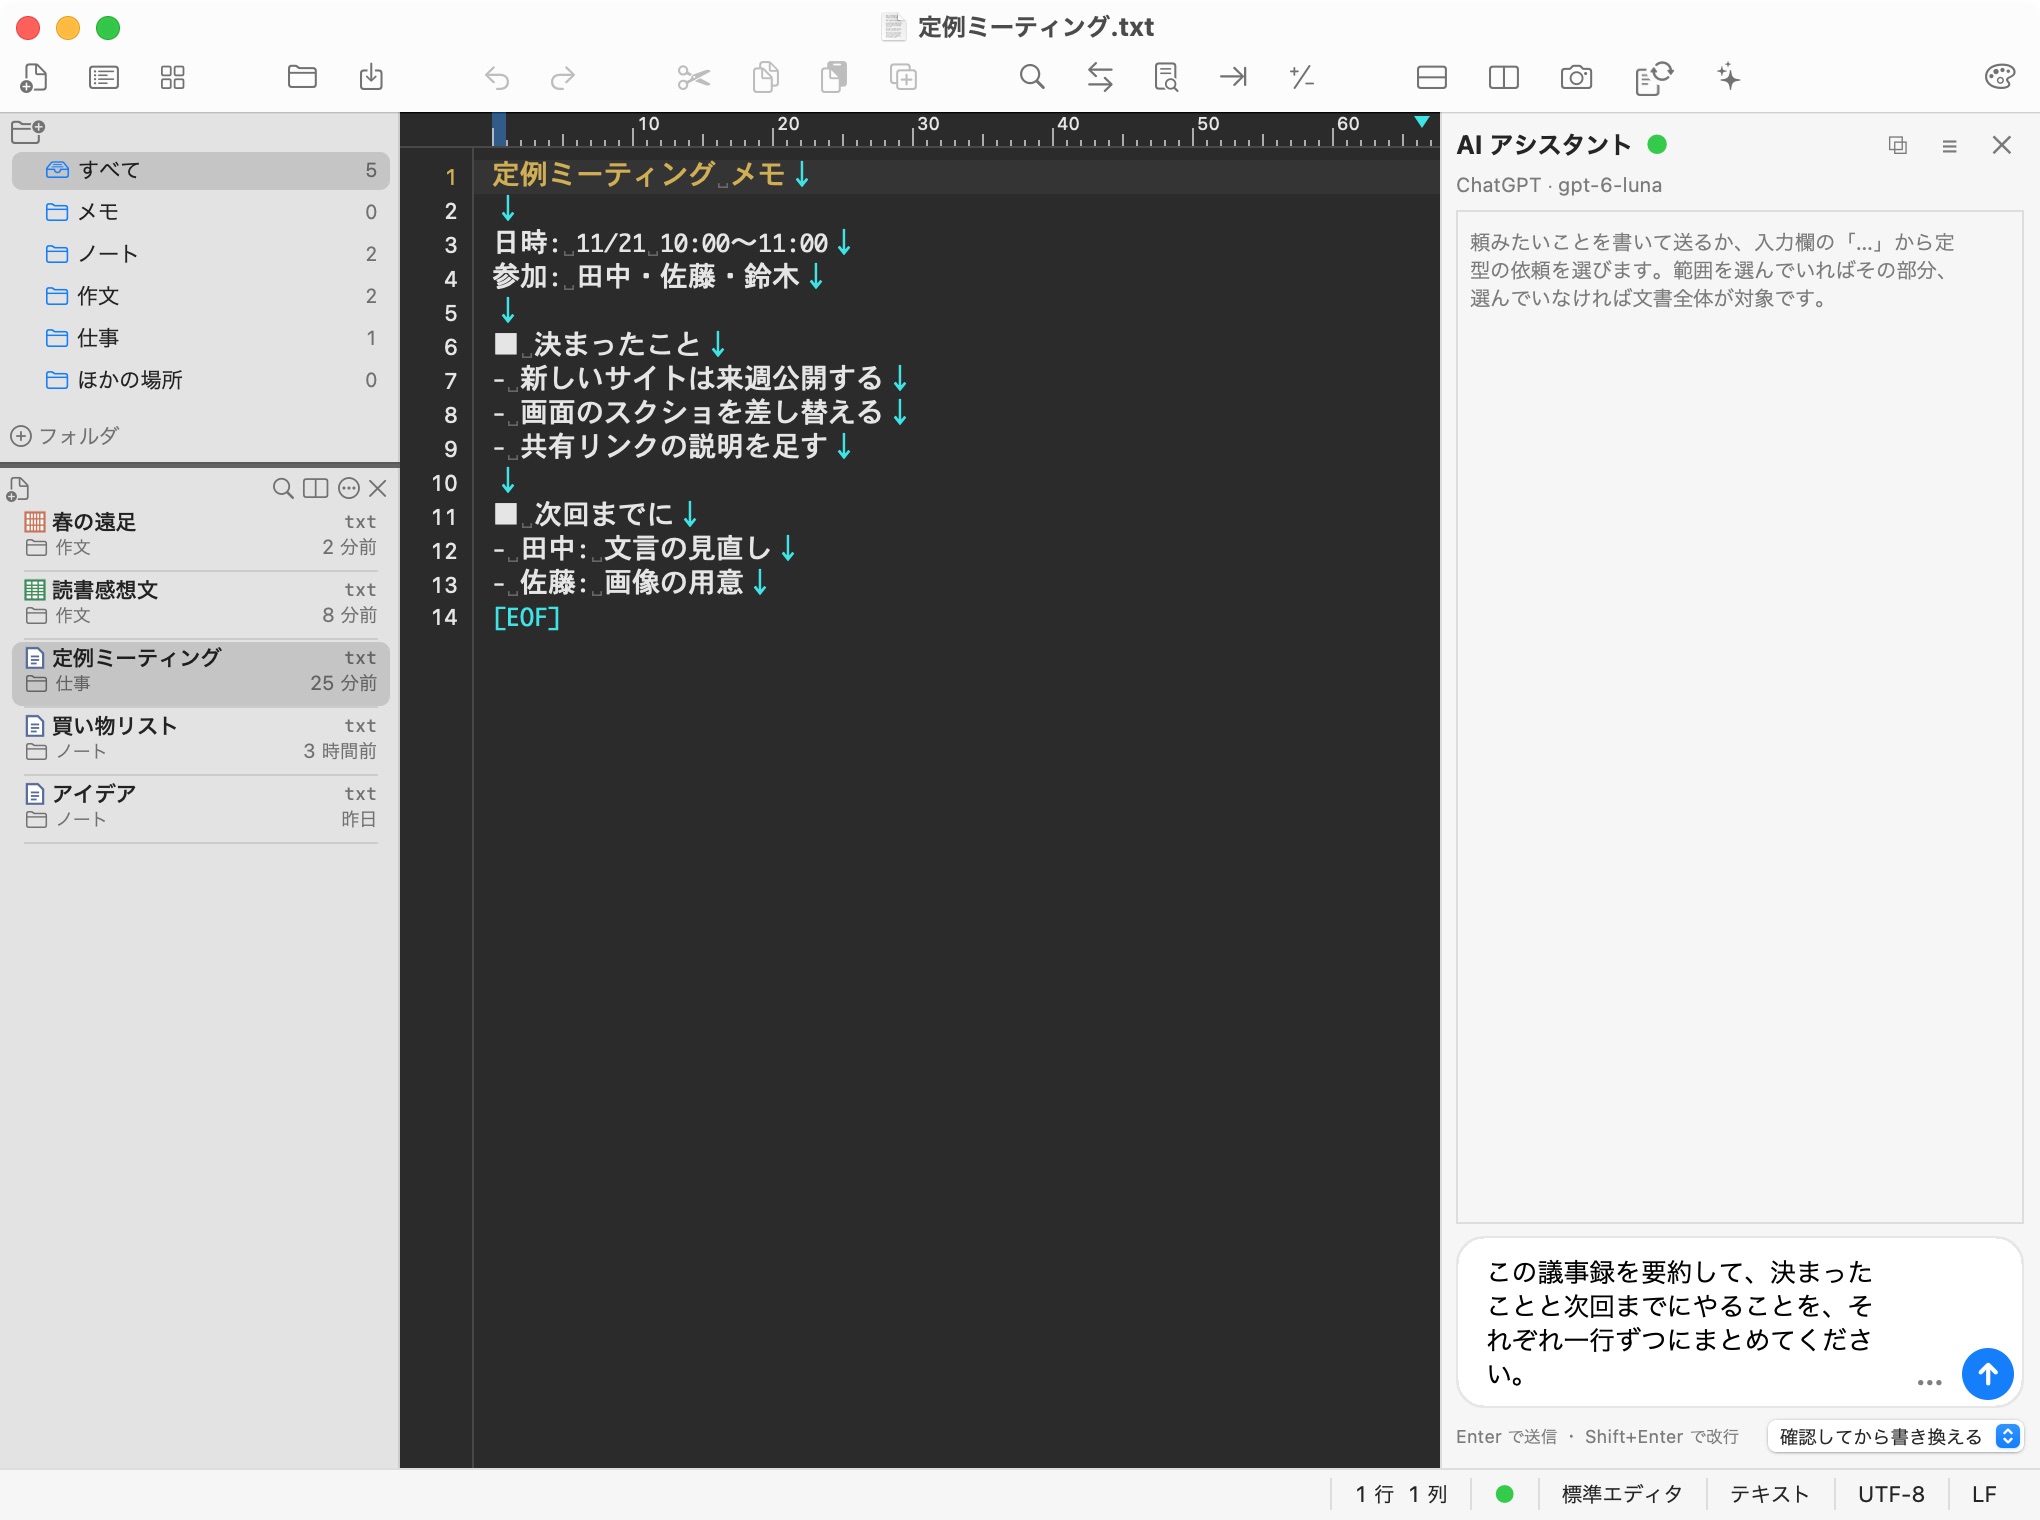 定例ミーティング.txt
すべて 5
メモ 0
ノート 2
作文 2
仕事 1
ほかの場所 0
フォルダ
春の遠足 txt
作文 2 分前
読書感想文 txt
作文 8 分前
定例ミーティング txt
仕事 25 分前
買い物リスト txt
ノート 3 時間前
アイデア txt
ノート 昨日
10 20 30 40 50 60
1 定例ミーティング メモ↓
2 ↓
3 日時: 11/21 10:00〜11:00↓
4 参加: 田中・佐藤・鈴木↓
5 ↓
6 ■ 決まったこと↓
7 - 新しいサイトは来週公開する↓
8 - 画面のスクショを差し替える↓
9 - 共有リンクの説明を足す↓
10 ↓
11 ■ 次回までに↓
12 - 田中: 文言の見直し↓
13 - 佐藤: 画像の用意↓
14 [EOF]
AI アシスタント
ChatGPT · gpt-6-luna
頼みたいことを書いて送るか、入力欄の「...」から定
型の依頼を選びます。範囲を選んでいればその部分、
選んでいなければ文書全体が対象です。
この議事録を要約して、決まった
ことと次回までにやることを、そ
れぞれ一行ずつにまとめてくださ
い。
Enter で送信 · Shift+Enter で改行
確認してから書き換える
1 行 1 列
標準エディタ
テキスト
UTF-8
LF